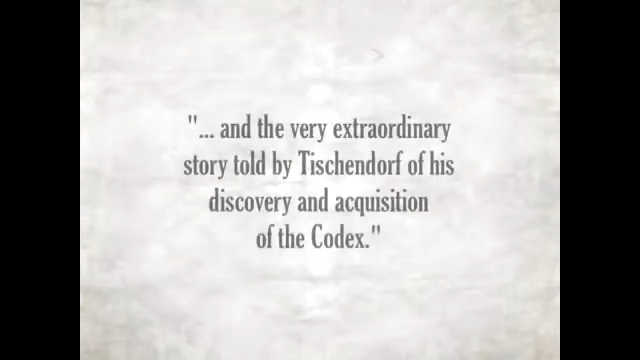 "... and the very extraordinary
story told by Tischendorf of his
discovery and acquisition
of the Codex."